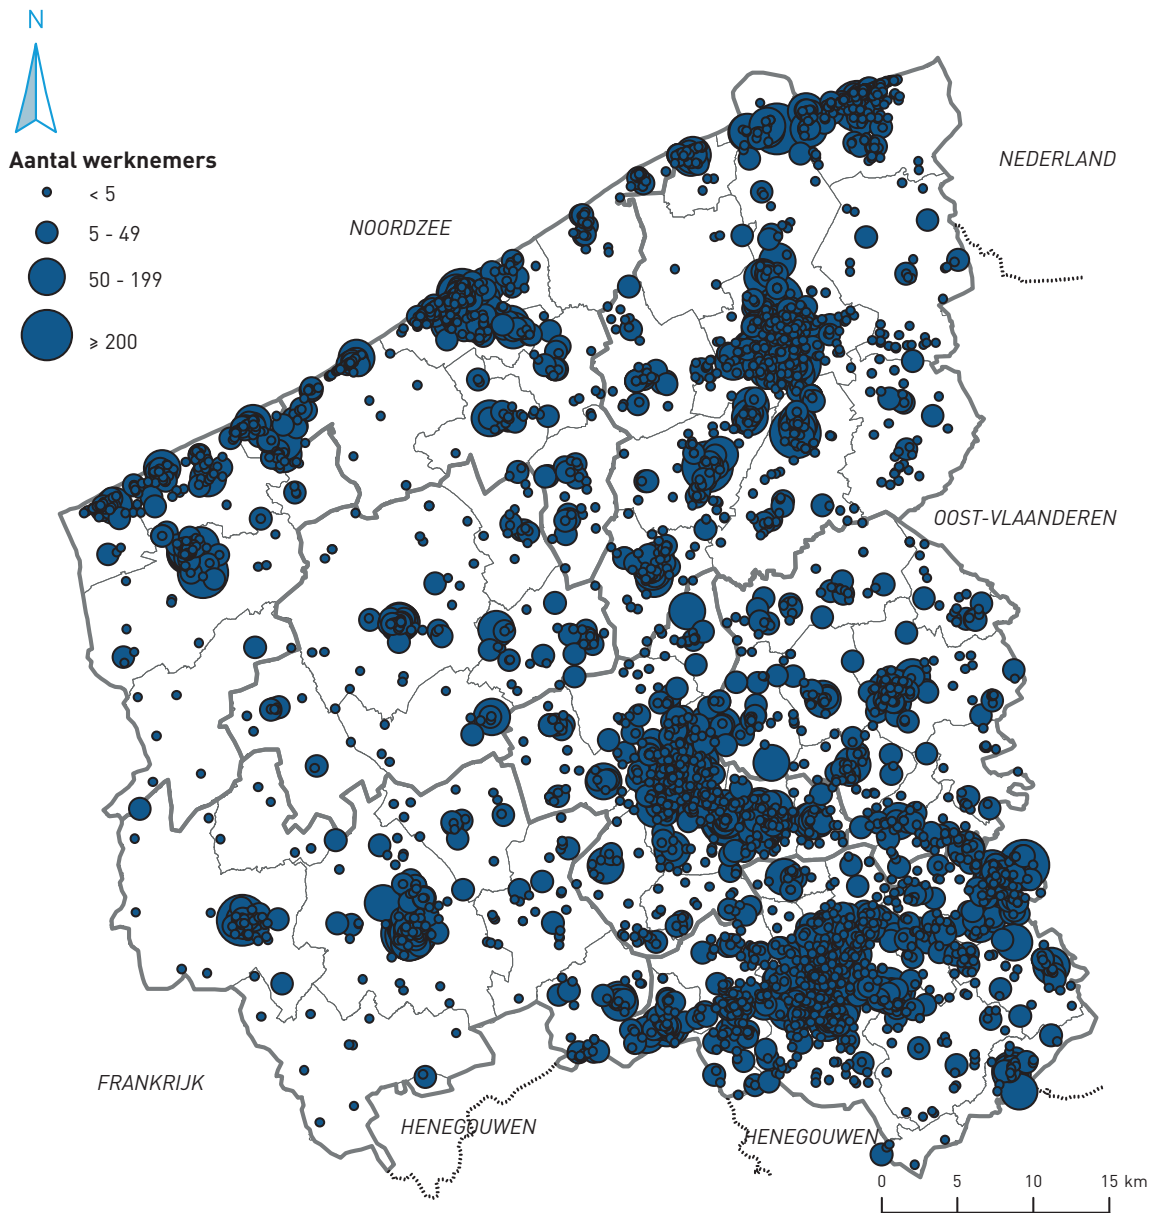 N
Aantal werknemers
< 5
5 - 49
50 - 199
⩾ 200
NOORDZEE
NEDERLAND
OOST-VLAANDEREN
FRANKRIJK
HENEGOUWEN
HENEGOUWEN
0 5 10 15 km